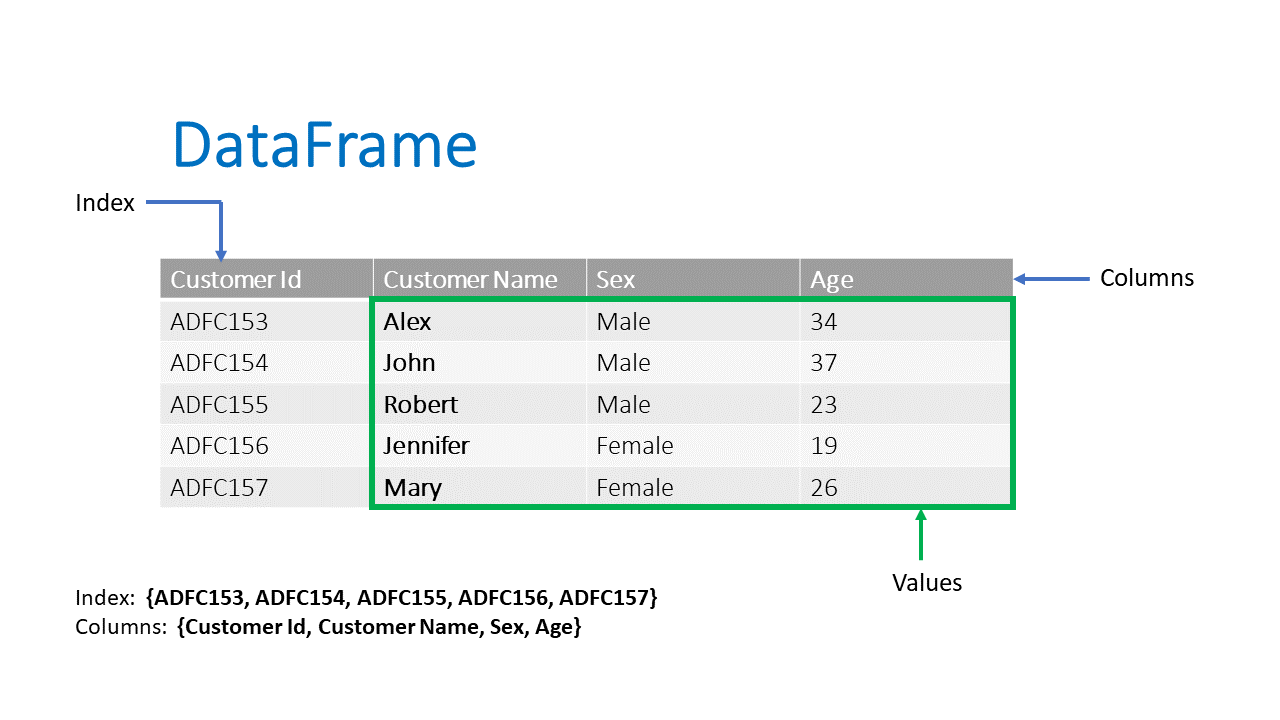 DataFrame
Index
Columns
Customer Id Customer Name Sex Age
ADFC153 Alex Male 34
ADFC154 John Male 37
ADFC155 Robert Male 23
ADFC156 Jennifer Female 19
ADFC157 Mary Female 26
Values
Index: {ADFC153, ADFC154, ADFC155, ADFC156, ADFC157}
Columns: {Customer Id, Customer Name, Sex, Age}